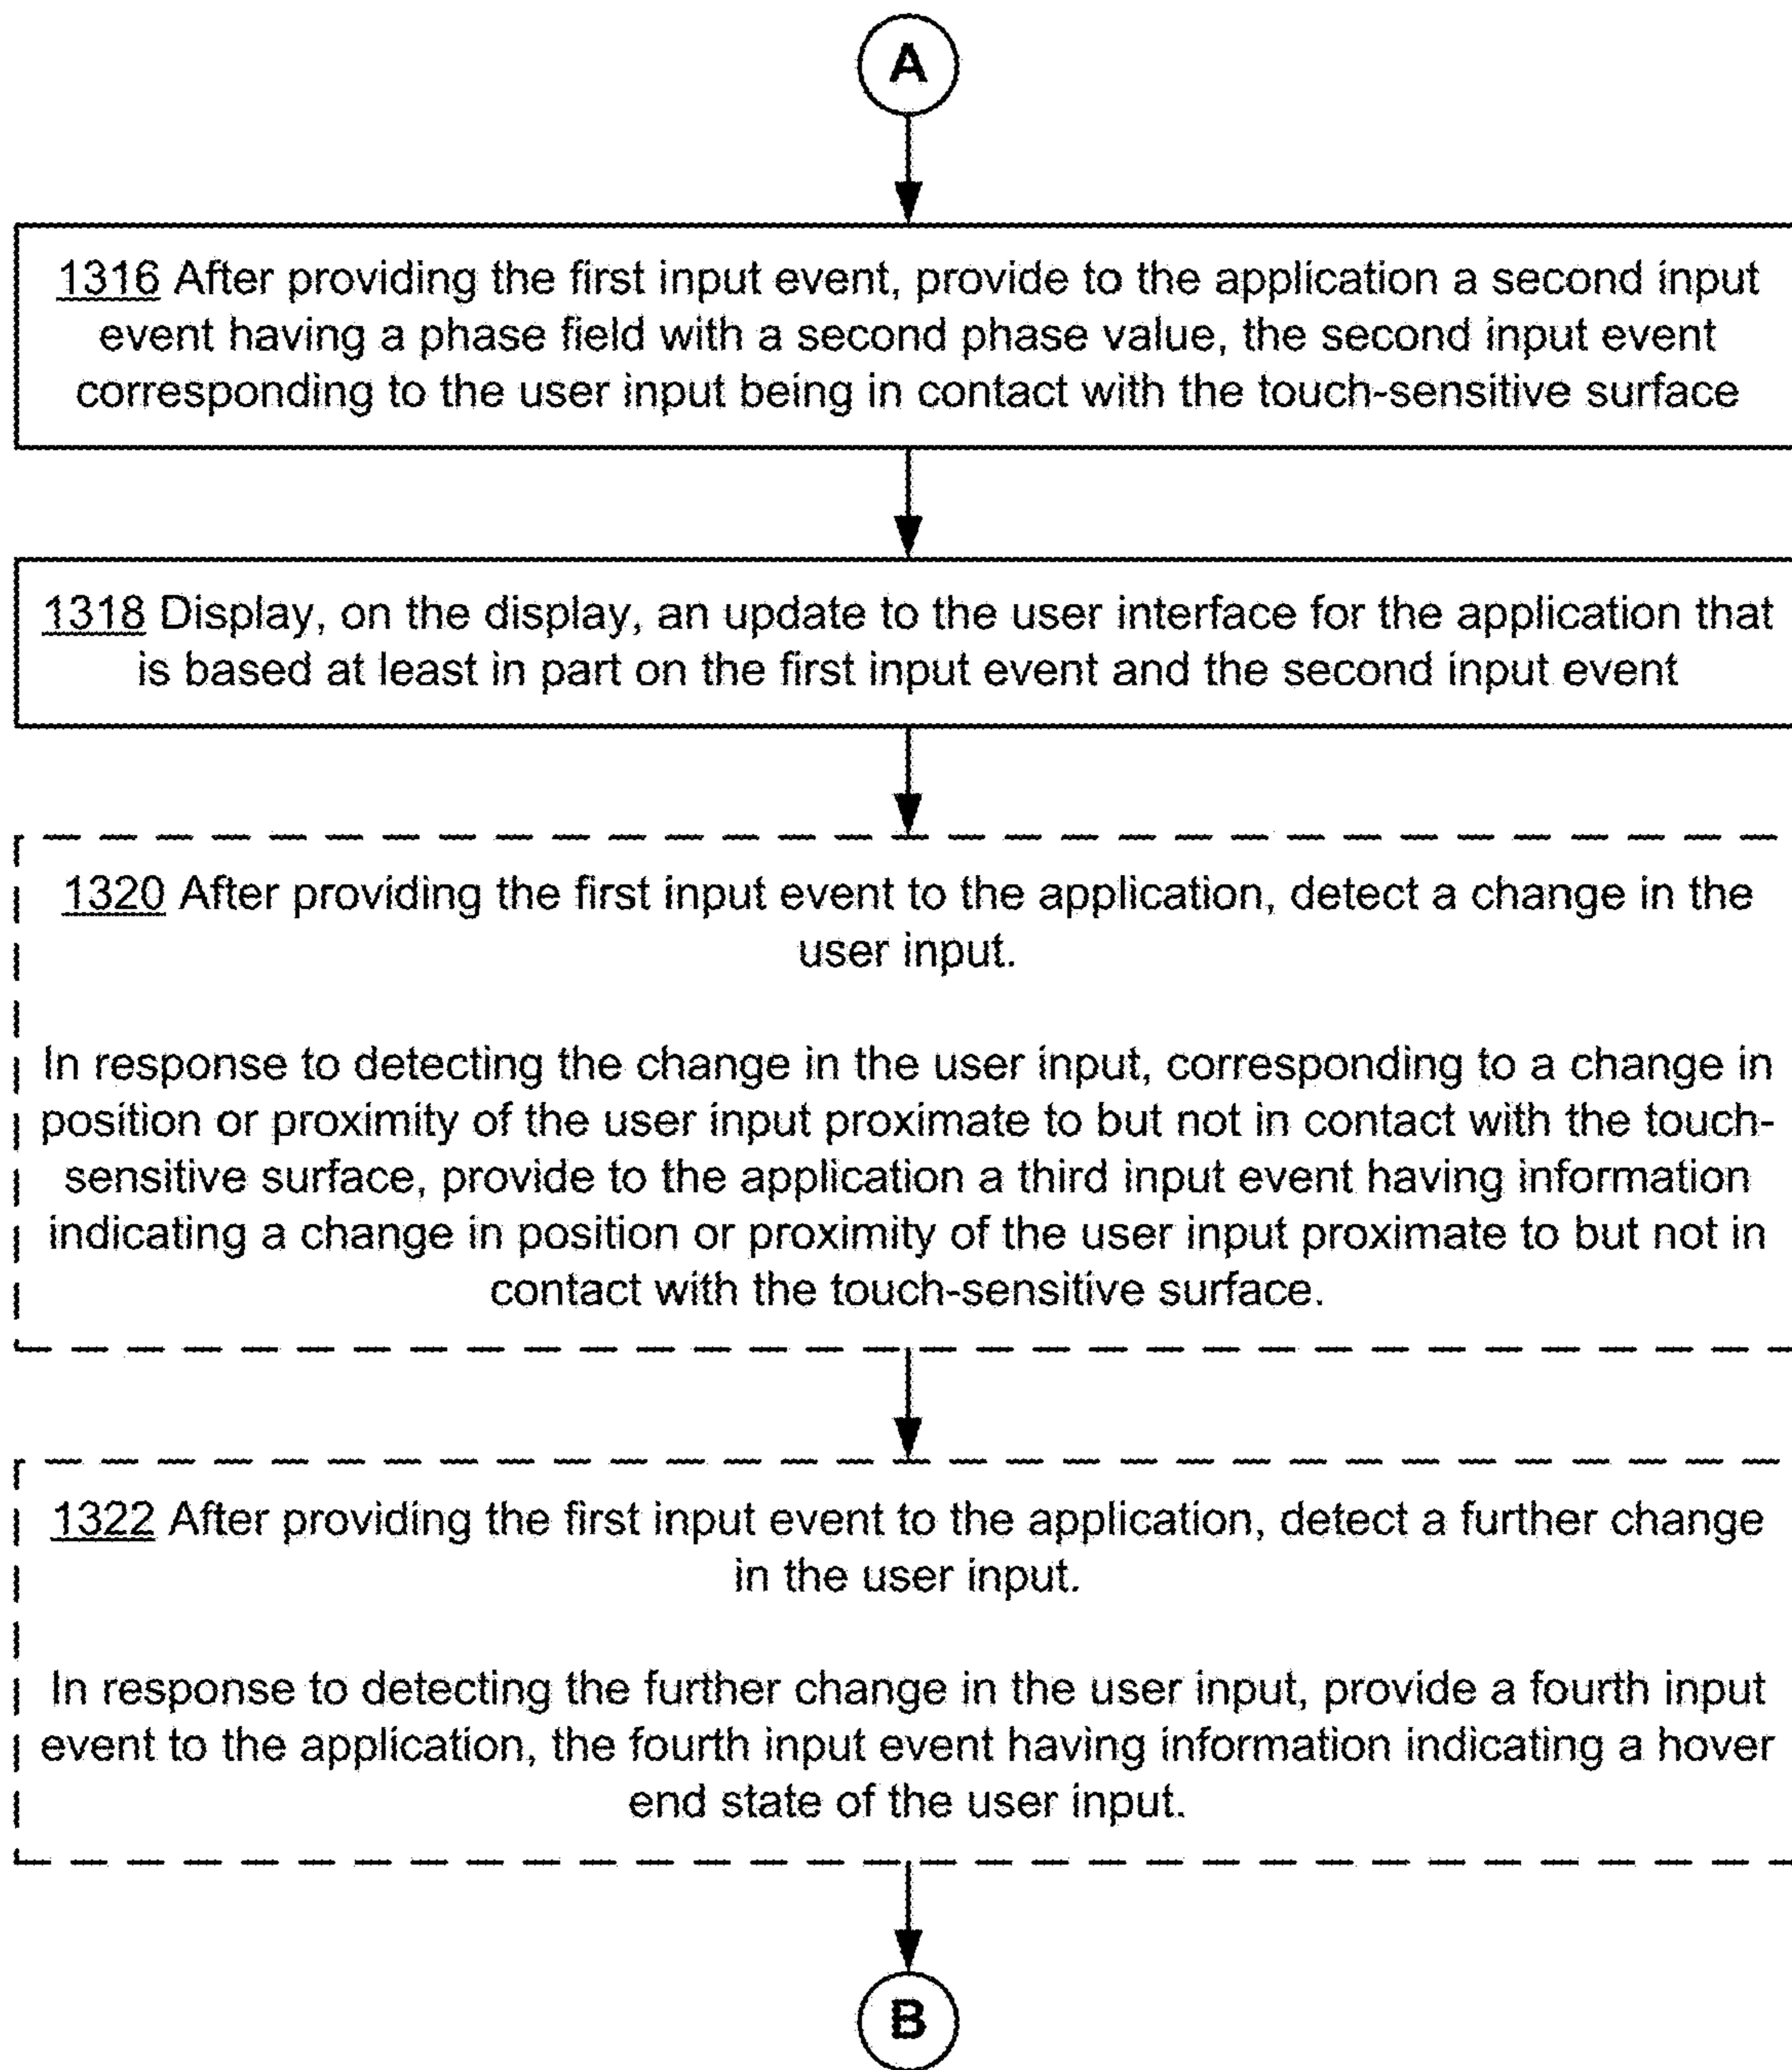 A
1316 After providing the first input event, provide to the application a second input
event having a phase field with a second phase value, the second input event
corresponding to the user input being in contact with the touch-sensitive surface
1318 Display, on the display, an update to the user interface for the application that
is based at least in part on the first input event and the second input event
1320 After providing the first input event to the application, detect a change in the
user input.
In response to detecting the change in the user input, corresponding to a change in
position or proximity of the user input proximate to but not in contact with the touch-
sensitive surface, provide to the application a third input event having information
indicating a change in position or proximity of the user input proximate to but not in
contact with the touch-sensitive surface.
1322 After providing the first input event to the application, detect a further change
in the user input.
In response to detecting the further change in the user input, provide a fourth input
event to the application, the fourth input event having information indicating a hover
end state of the user input.
B